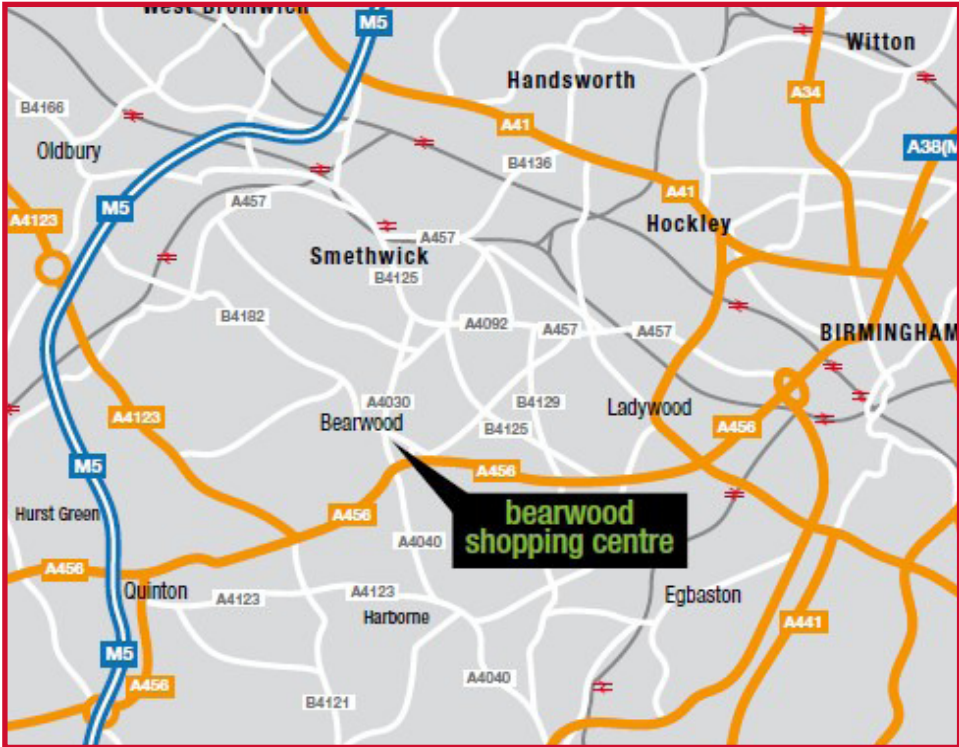 West Bromwich
M5
Witton
Handsworth
A34
B4166
A41
A38(M
Oldbury
B4136
A41
M5
A457
A4123
Hockley
A457
Smethwick
B4125
B4182
A4092
A457
A457
BIRMINGHAM
A4030
B4129
Ladywood
A4123
Bearwood
B4125
A456
M5
A456
bearwood
shopping centre
Hurst Green
A456
A4040
A456
Quinton
A4123
A4123
Egbaston
Harborne
A441
M5
A4040
A456
B4121